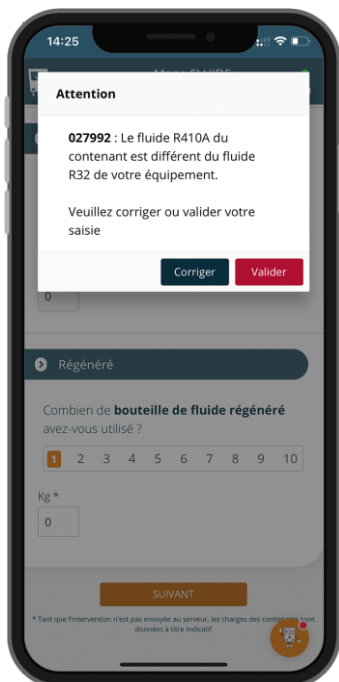 14:25
Attention
027992 : Le fluide R410A du
contenant est différent du fluide
R32 de votre équipement.
Veuillez corriger ou valider votre
saisie
Corriger
Valider
0
Régénéré
Combien de bouteille de fluide régénéré
avez-vous utilisé ?
1 2 3 4 5 6 7 8 9 10
Kg *
0
SUIVANT
* Tant que l'intervention n'est pas envoyée au serveur, les charges des contenants sont
données à titre indicatif